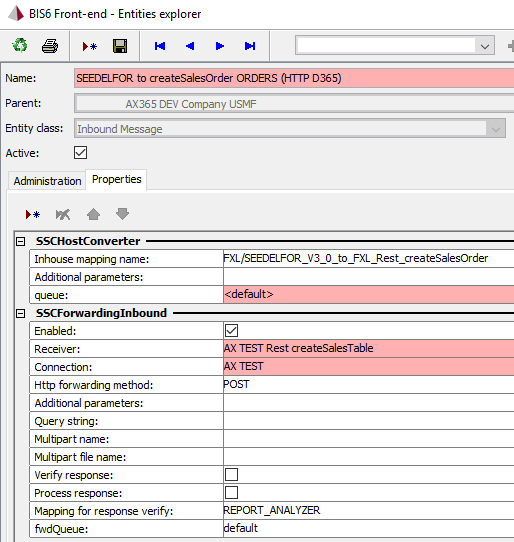 BIS6 Front-end - Entities explorer
Name: SEEDELFOR to createSalesOrder ORDERS (HTTP D365)
Parent: AX365 DEV Company USMF
Entity class: Inbound Message
Active:
Administration Properties
SSCHostConverter
Inhouse mapping name: FXL/SEEDELFOR_V3_0_to_FXL_Rest_createSalesOrder
Additional parameters:
queue: <default>
SSCForwardingInbound
Enabled:
Receiver: AX TEST Rest createSalesTable
Connection: AX TEST
Http forwarding method: POST
Additional parameters:
Query string:
Multipart name:
Multipart file name:
Verify response:
Process response:
Mapping for response verify: REPORT_ANALYZER
fwdQueue: default